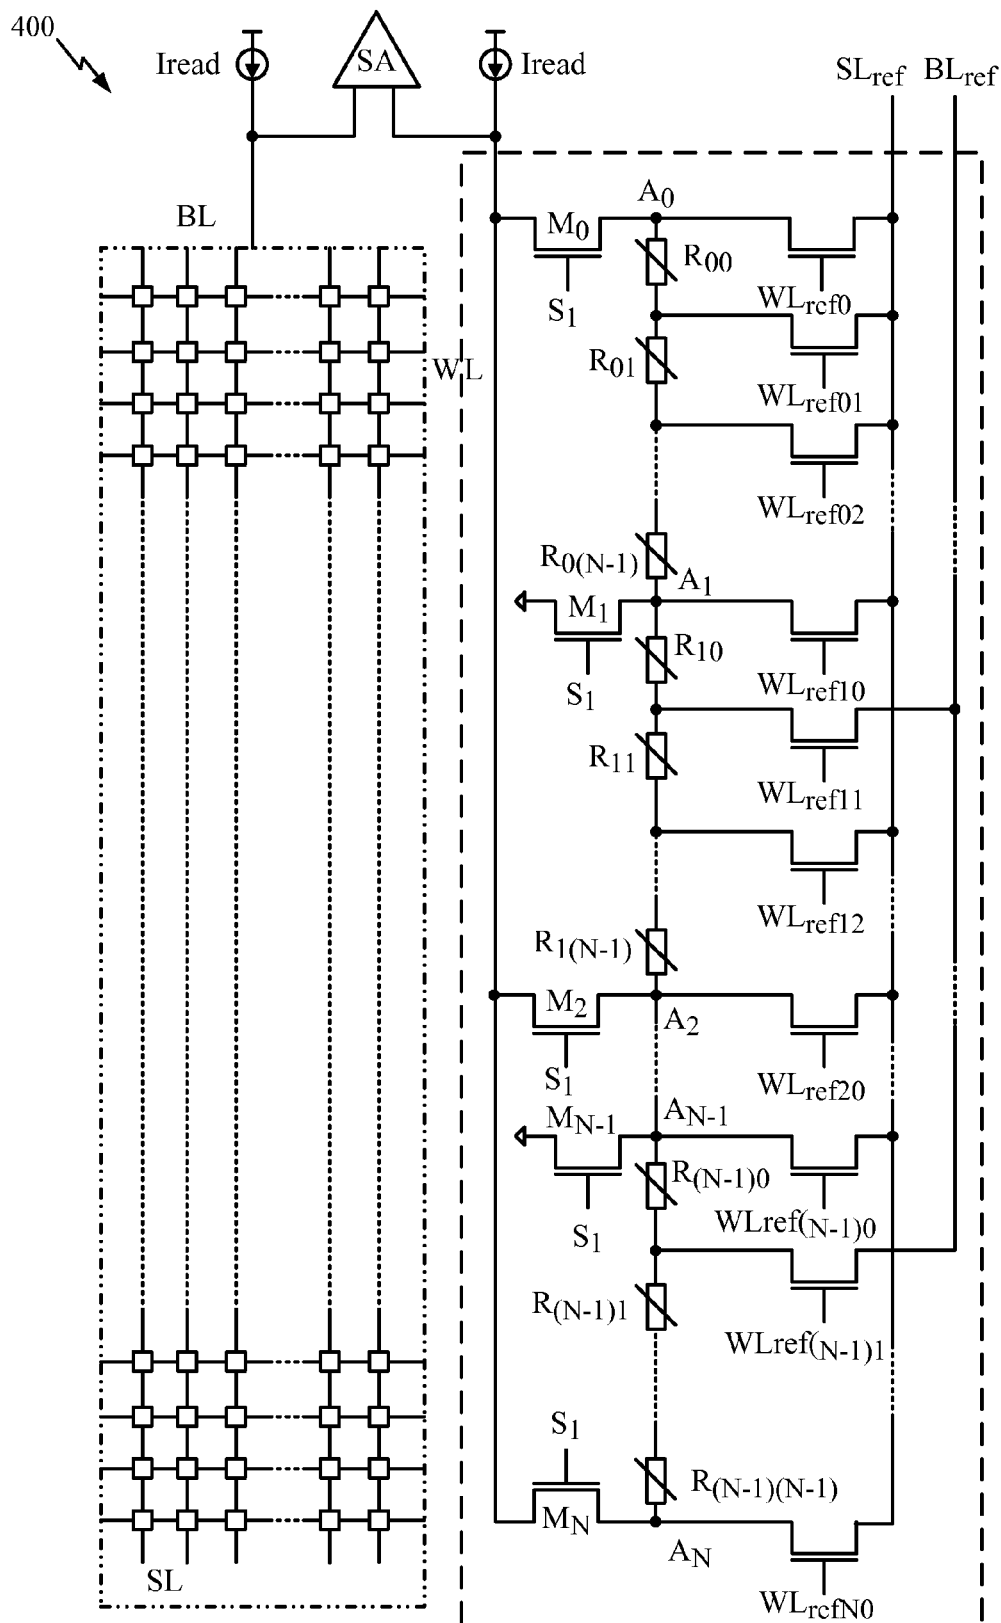 400
Iread
SA
Iread
SLref BLref
BL
A0
M0
R00
S1
WLref0
WL
R01
WLref01
WLref02
R0(N-1)
A1
M1
R10
S1
WLref10
R11
WLref11
WLref12
R1(N-1)
M2
A2
S1
WLref20
MN-1
AN-1
R(N-1)0
S1
WLref(N-1)0
R(N-1)1
WLref(N-1)1
S1
R(N-1)(N-1)
MN
AN
SL
WLrefN0